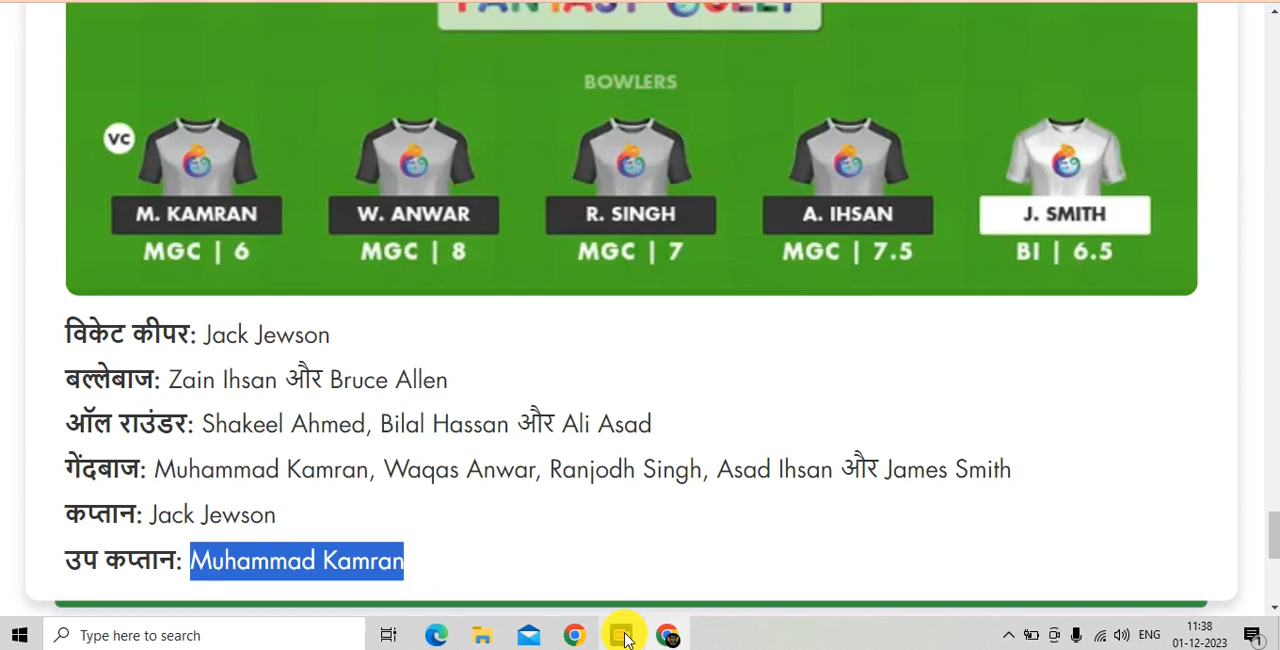 FANTASY GULLY
BOWLERS
VC
M. KAMRAN W. ANWAR R. SINGH A. IHSAN J. SMITH
MGC | 6 MGC | 8 MGC | 7 MGC | 7.5 BI | 6.5
विकेट कीपर: Jack Jewson
बल्लेबाज: Zain Ihsan और Bruce Allen
ऑल राउंडर: Shakeel Ahmed, Bilal Hassan और Ali Asad
गेंदबाज: Muhammad Kamran, Waqas Anwar, Ranjodh Singh, Asad Ihsan और James Smith
कप्तान: Jack Jewson
उप कप्तान: Muhammad Kamran
Type here to search
ENG
11:38
01-12-2023
1